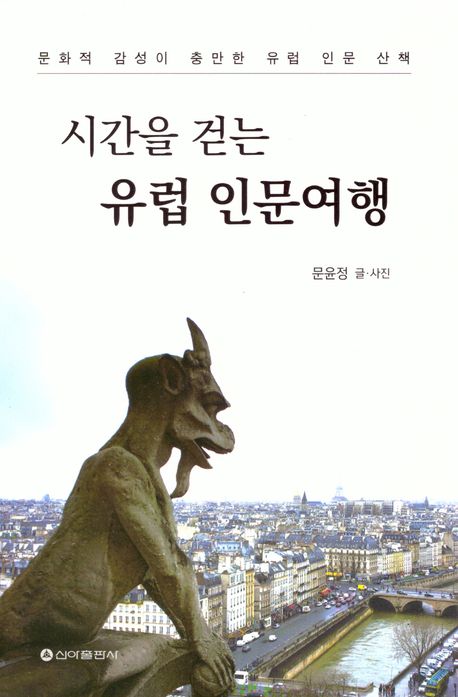 문화적 감성이 충만한 유럽 인문 산책
시간을 걷는
유럽 인문여행
문윤정 글·사진
신아출판사